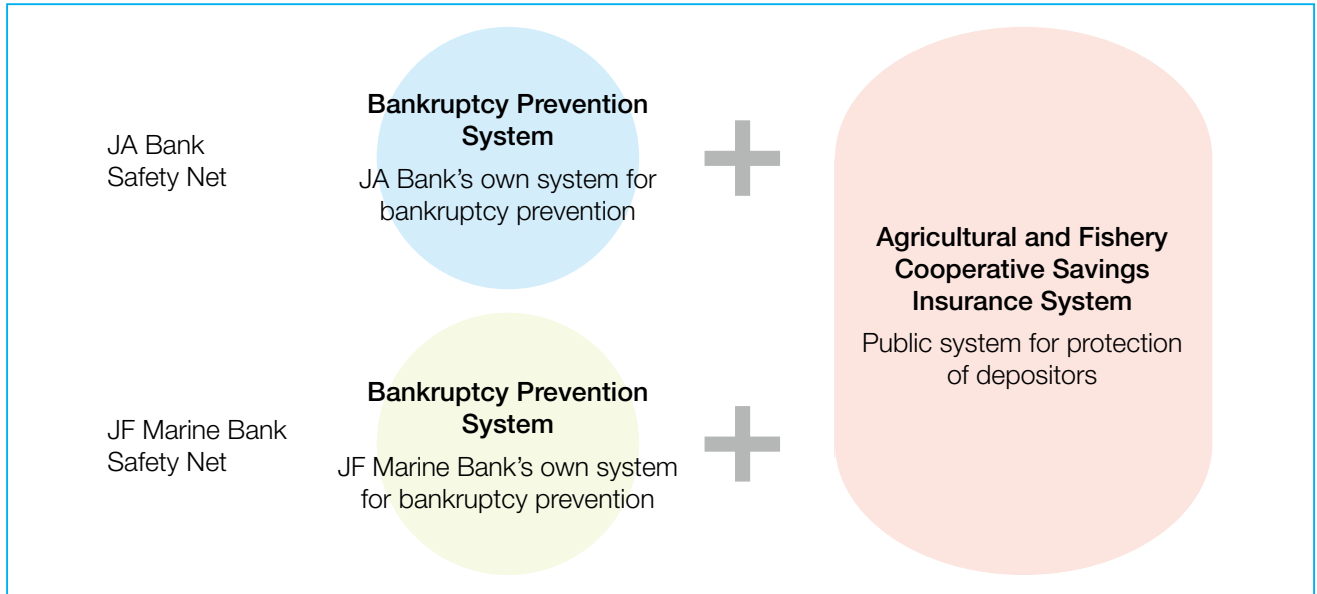 JA Bank
Safety Net
Bankruptcy Prevention
System
JA Bank’s own system for
bankruptcy prevention
JF Marine Bank
Safety Net
Bankruptcy Prevention
System
JF Marine Bank’s own system
for bankruptcy prevention
Agricultural and Fishery
Cooperative Savings
Insurance System
Public system for protection
of depositors